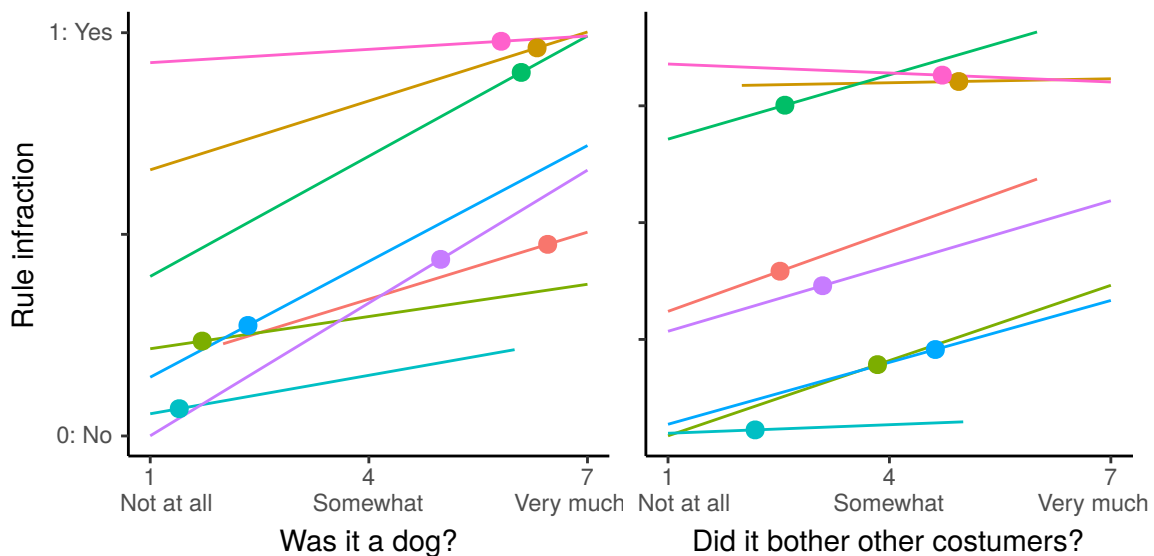 1: Yes
Rule infraction
0: No
1 4 7
Not at all Somewhat Very much
Was it a dog?
1 4 7
Not at all Somewhat Very much
Did it bother other costumers?